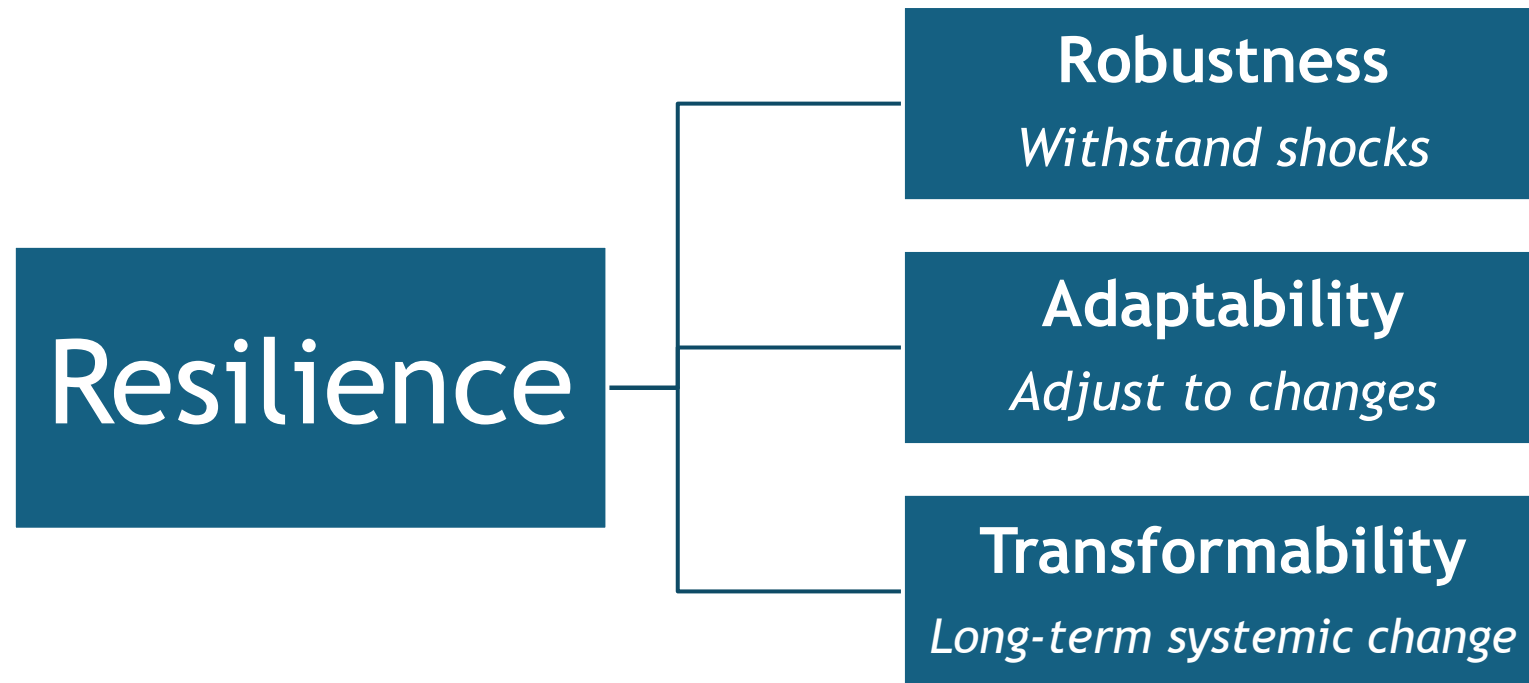 Resilience
Robustness
Withstand shocks
Adaptability
Adjust to changes
Transformability
Long-term systemic change